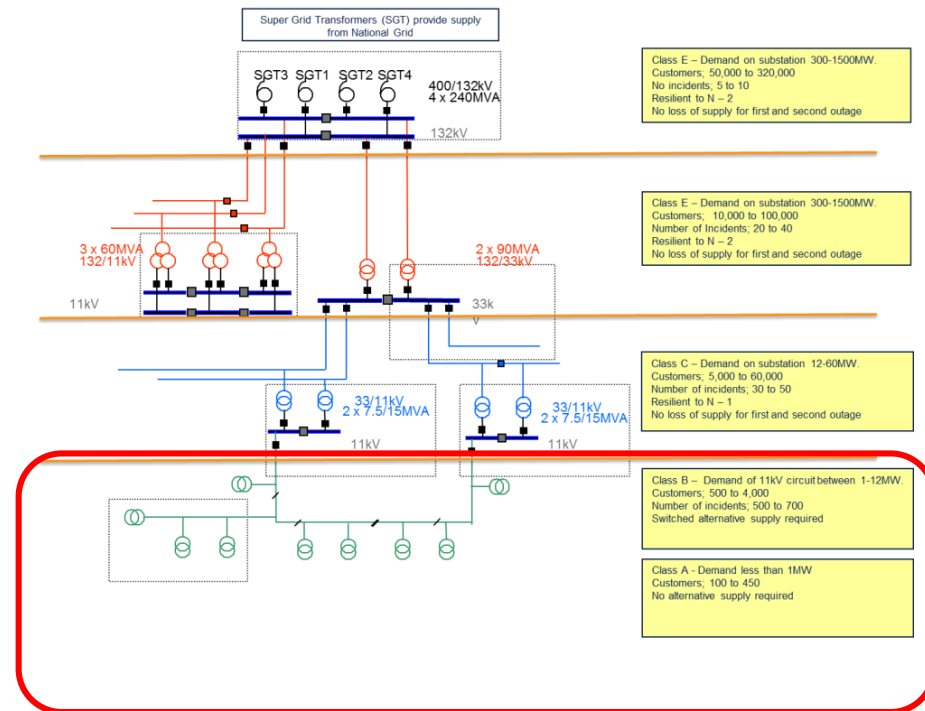 Super Grid Transformers (SGT) provide supply
from National Grid
SGT3 SGT1 SGT2 SGT4
400/132kV
4 x 240MVA
132kV
Class E – Demand on substation 300-1500MW.
Customers; 50,000 to 320,000
No incidents; 5 to 10
Resilient to N – 2
No loss of supply for first and second outage
3 x 60MVA
132/11kV
11kV
2 x 90MVA
132/33kV
33k
v
Class E – Demand on substation 300-1500MW.
Customers; 10,000 to 100,000
Number of Incidents; 20 to 40
Resilient to N – 2
No loss of supply for first and second outage
33/11kV
2 x 7.5/15MVA
11kV
33/11kV
2 x 7.5/15MVA
11kV
Class C – Demand on substation 12-60MW.
Customers; 5,000 to 60,000
Number of incidents; 30 to 50
Resilient to N – 1
No loss of supply for first and second outage
Class B – Demand of 11kV circuit between 1-12MW.
Customers; 500 to 4,000
Number of incidents; 500 to 700
Switched alternative supply required
Class A - Demand less than 1MW
Customers; 100 to 450
No alternative supply required